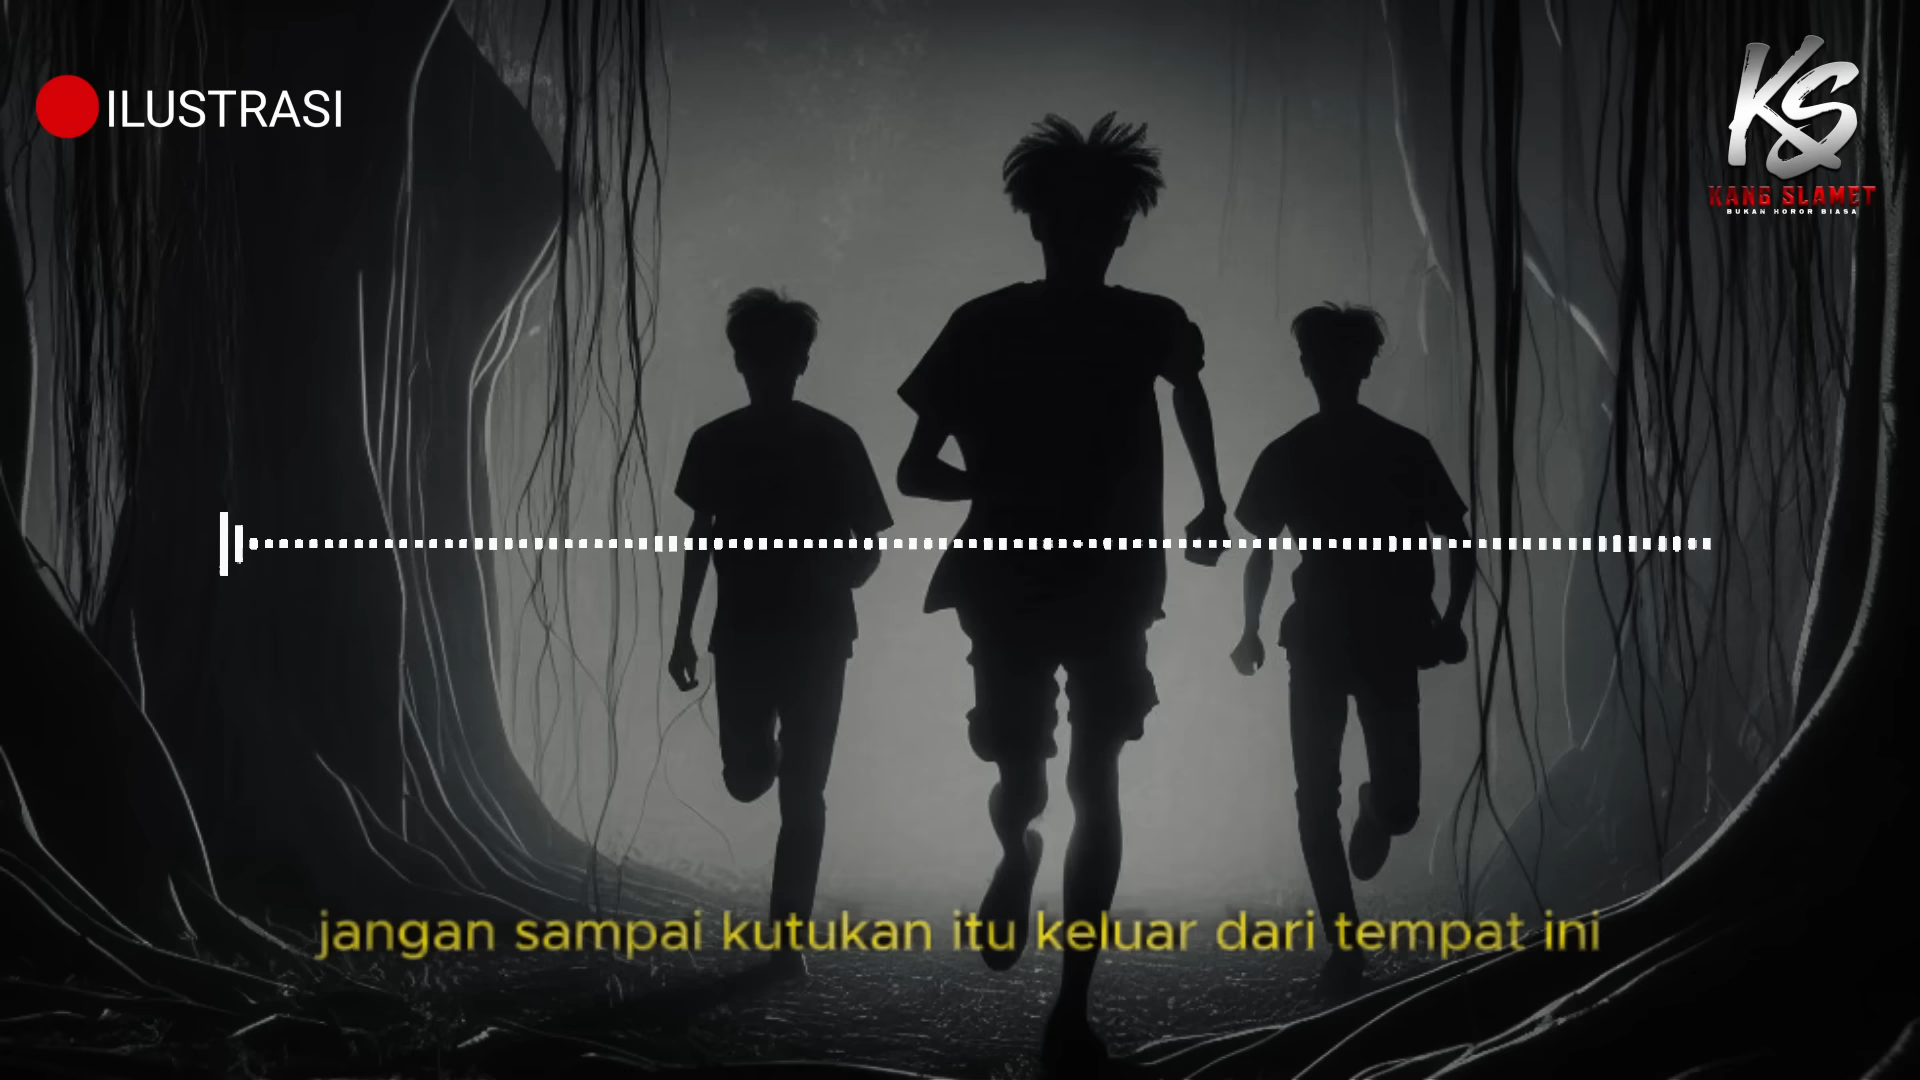 ILUSTRASI
KS
KANG SLAMET
BUKAN HOROR BIASA
jangan sampai kutukan itu keluar dari tempat ini